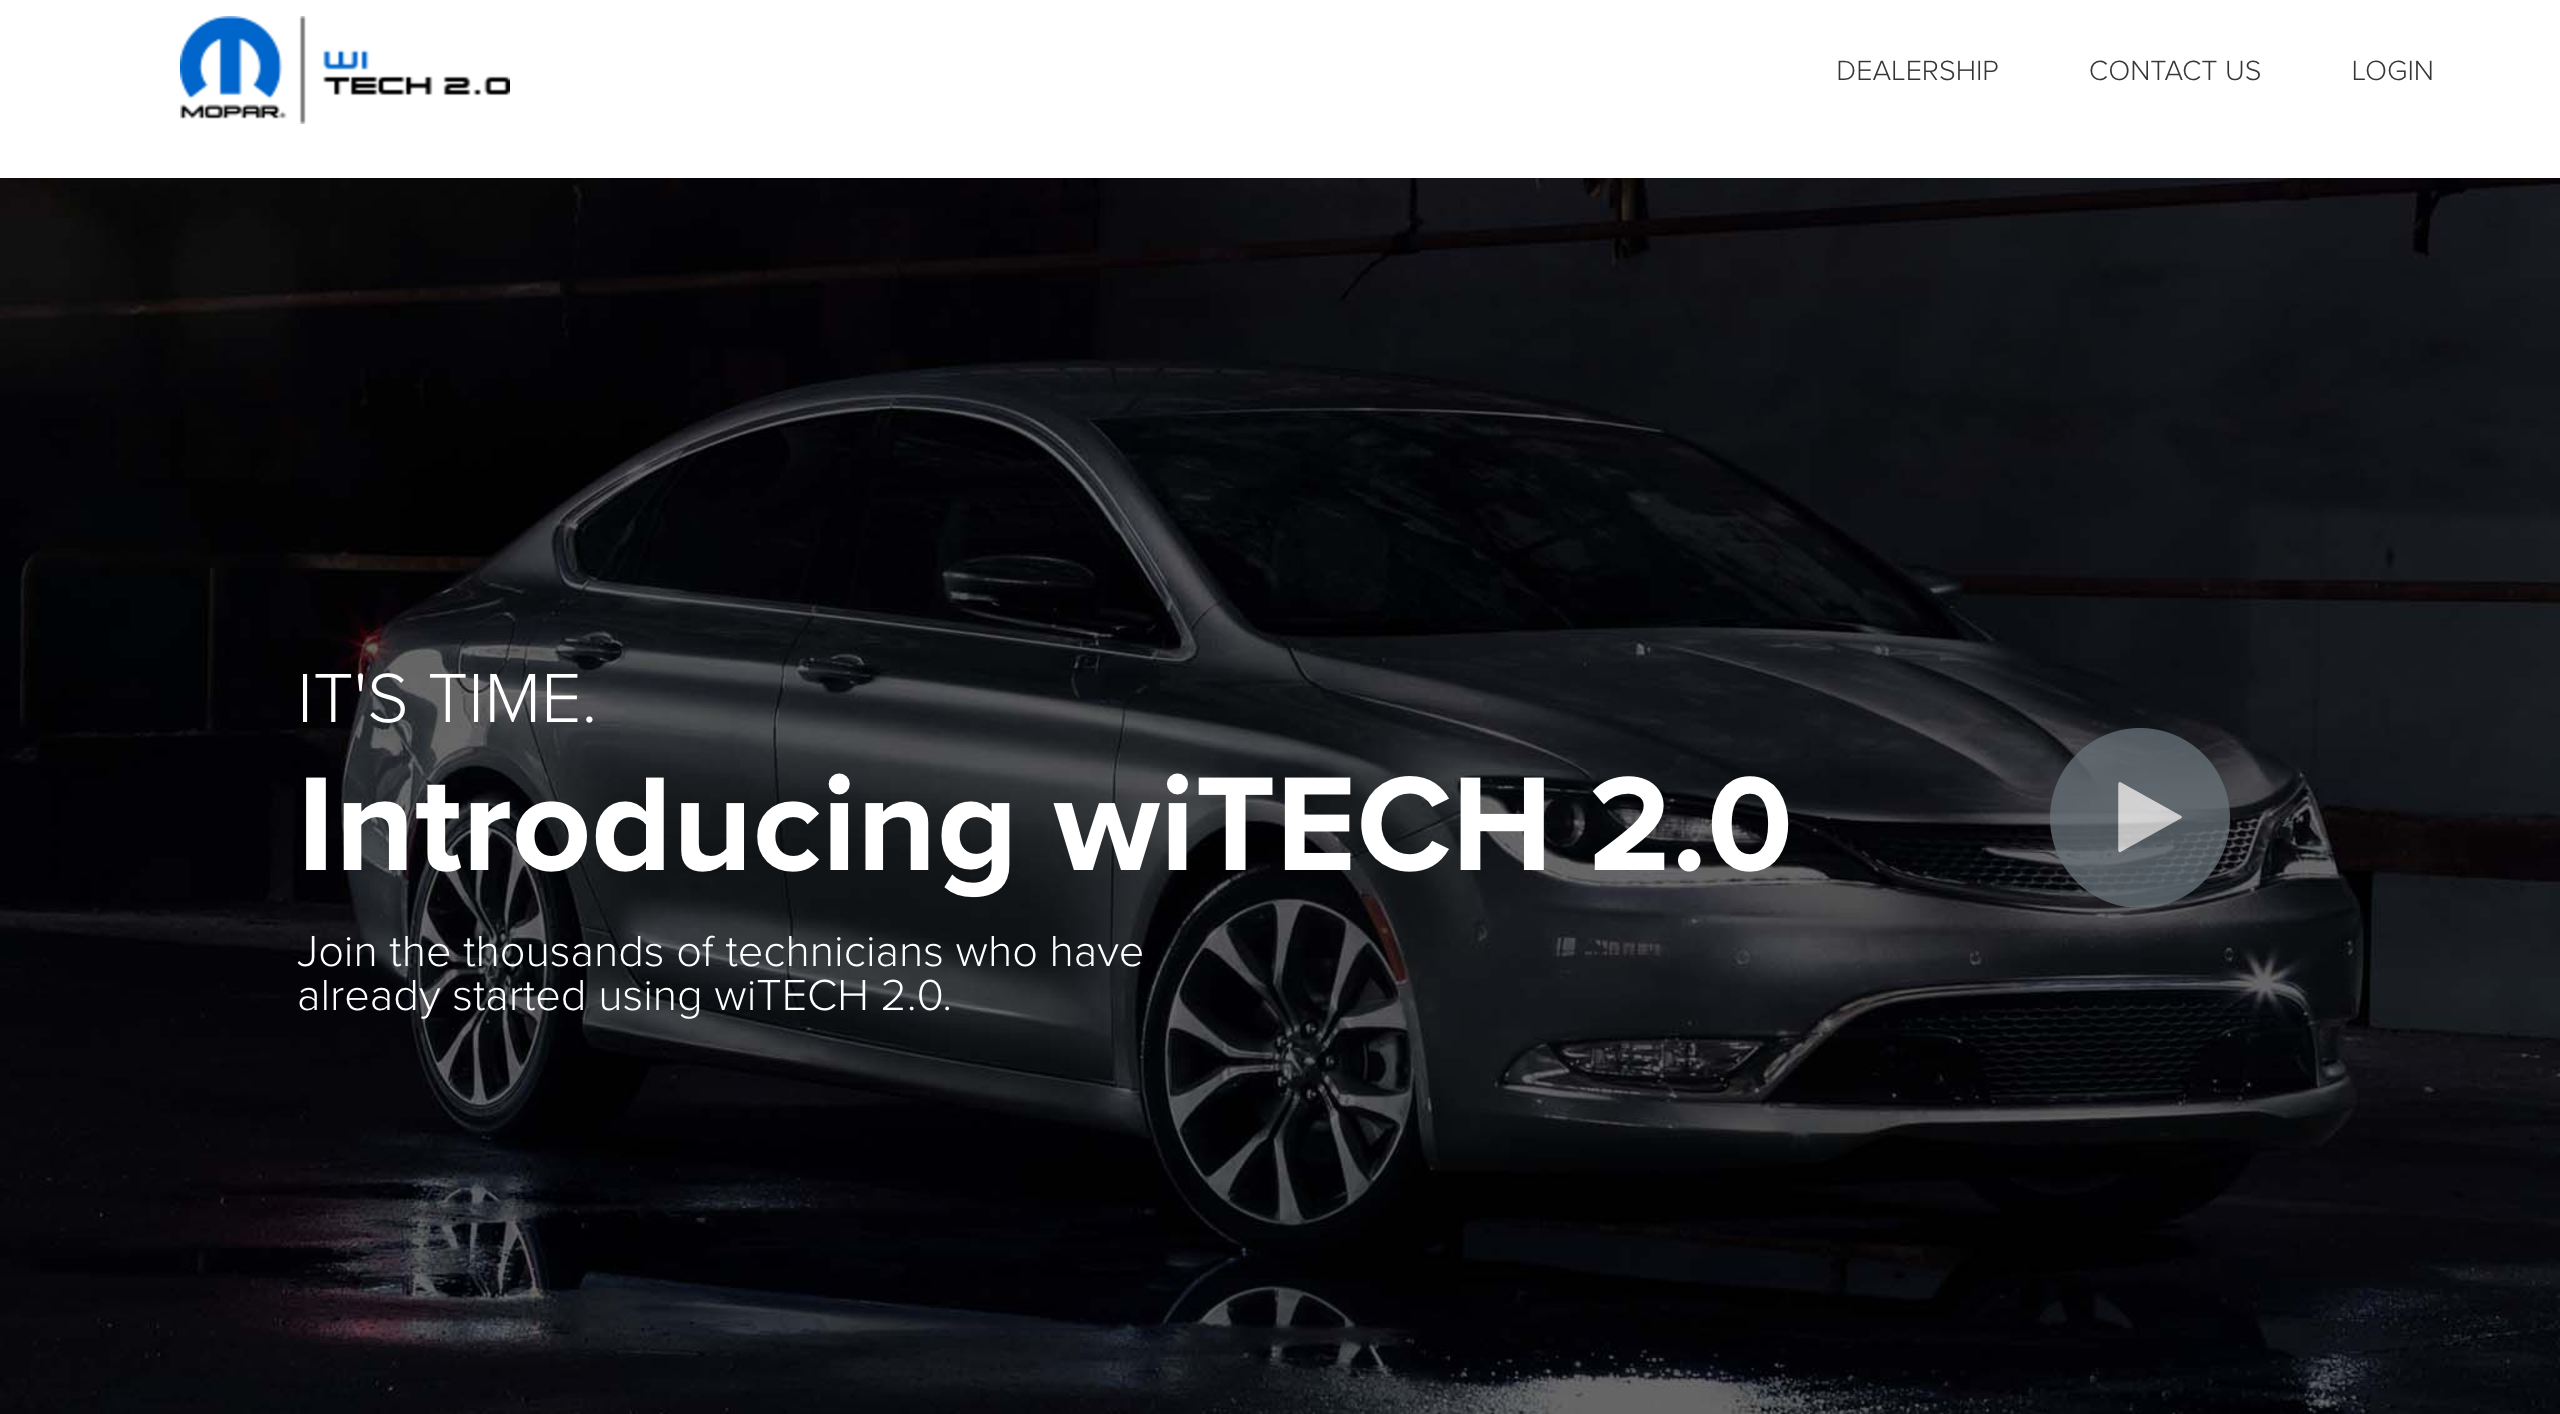 MOPAR.
WI
TECH 2.0
DEALERSHIP
CONTACT US
LOGIN
IT'S TIME.
Introducing wiTECH 2.0
Join the thousands of technicians who have
already started using wiTECH 2.0.